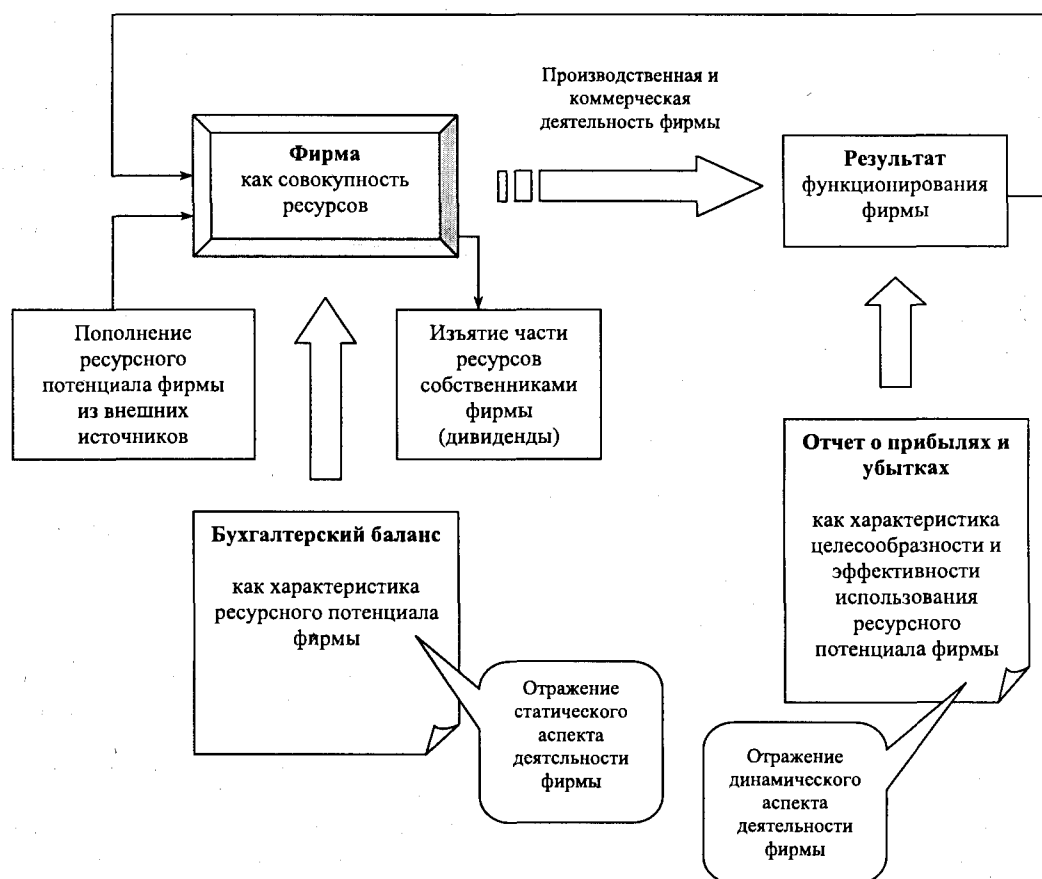 Производственная и
коммерческая
деятельность фирмы
Фирма
как совокупность
ресурсов
Результат
функционирования
фирмы
Пополнение
ресурсного
потенциала фирмы
из внешних
источников
Изъятие части
ресурсов
собственниками
фирмы
(дивиденды)
Отчет о прибылях и
убытках
как характеристика
целесообразности и
эффективности
использования
ресурсного
потенциала фирмы
Бухгалтерский баланс
как характеристика
ресурсного потенциала
фирмы
Отражение
статического
аспекта
деятельности
фирмы
Отражение
динамического
аспекта
деятельности
фирмы